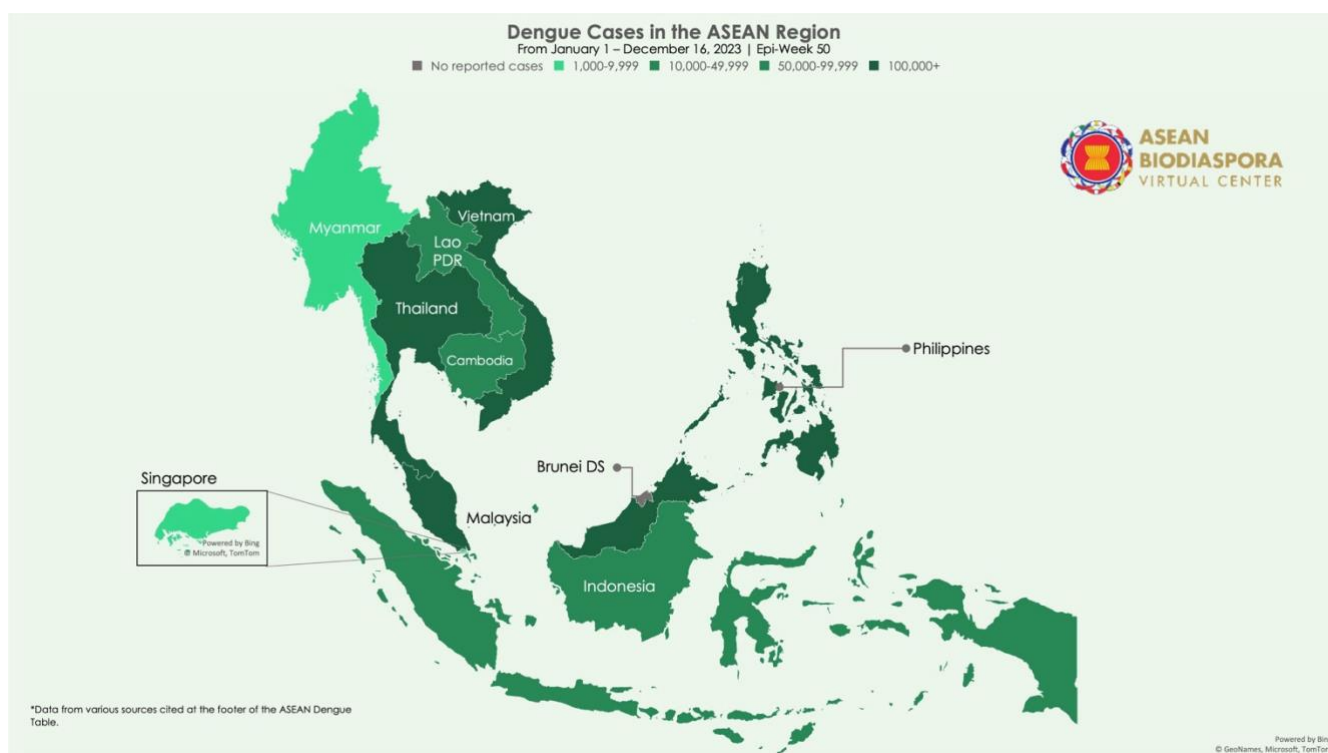 Dengue Cases in the ASEAN Region
From January 1 – December 16, 2023 | Epi-Week 50
No reported cases 1,000-9,999 10,000-49,999 50,000-99,999 100,000+
ASEAN
BIODIASPORA
VIRTUAL CENTER
Myanmar
Vietnam
Lao
PDR
Thailand
Cambodia
Philippines
Brunei DS
Singapore
Powered by Bing
© Microsoft, TomTom
Malaysia
Indonesia
*Data from various sources cited at the footer of the ASEAN Dengue
Table.
Powered by Bing
© GeoNames, Microsoft, TomTom